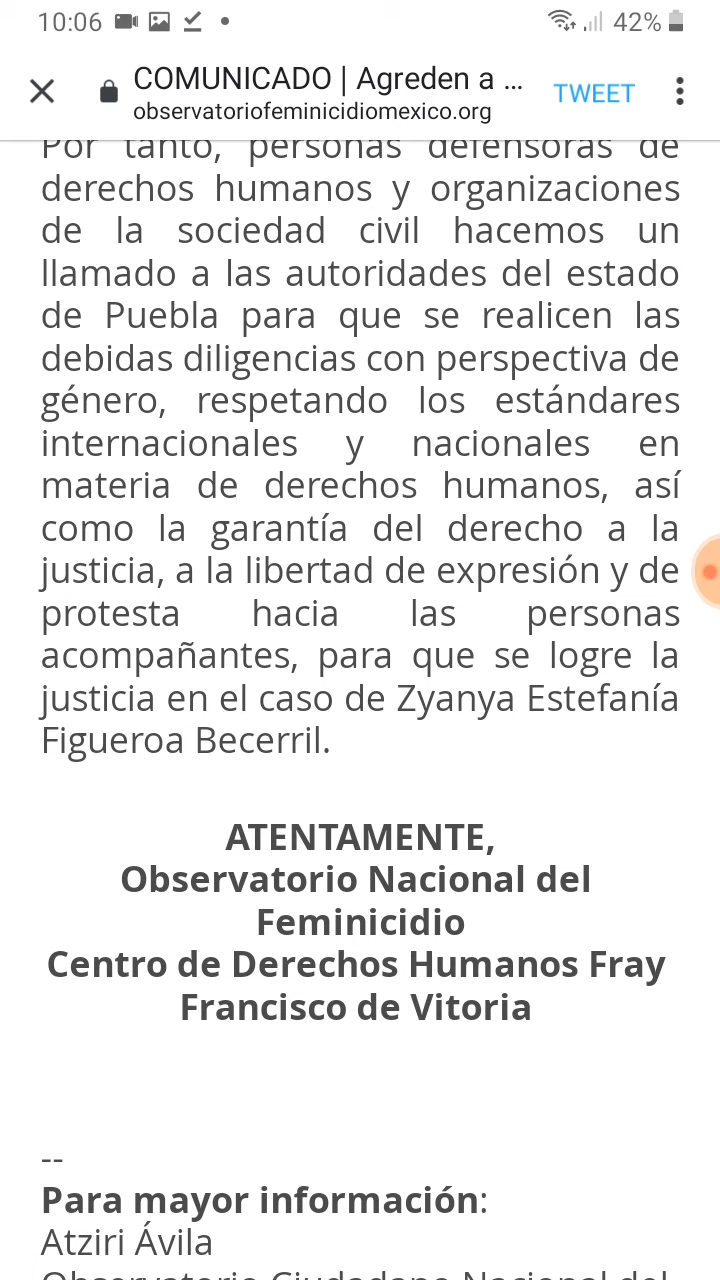 10:06
42%
COMUNICADO | Agreden a ...
observatoriofeminicidiomexico.org
TWEET
Por tanto, personas defensoras de
derechos humanos y organizaciones
de la sociedad civil hacemos un
llamado a las autoridades del estado
de Puebla para que se realicen las
debidas diligencias con perspectiva de
género, respetando los estándares
internacionales y nacionales en
materia de derechos humanos, así
como la garantía del derecho a la
justicia, a la libertad de expresión y de
protesta hacia las personas
acompañantes, para que se logre la
justicia en el caso de Zyanya Estefanía
Figueroa Becerril.
ATENTAMENTE,
Observatorio Nacional del
Feminicidio
Centro de Derechos Humanos Fray
Francisco de Vitoria
--
Para mayor información:
Atziri Ávila
Observatorio Ciudadano Nacional del